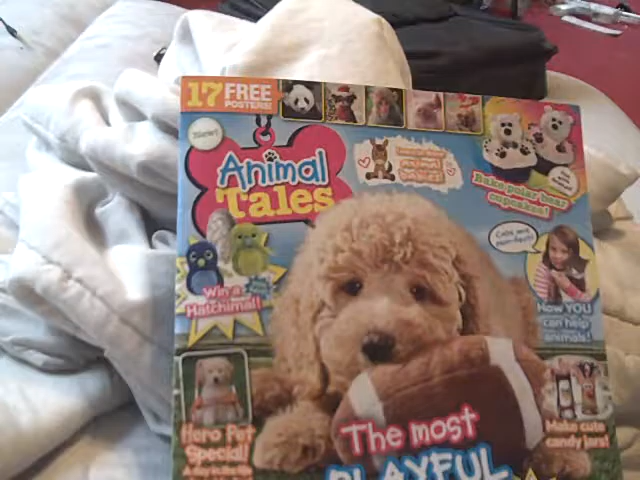 17 FREE
POSTERS!
New!
Animal
Tales
Bake polar bear
cupcakes!
Win a
Hatchimal!
How YOU
can help
animals!
Hero Pet
Special!
Make cute
candy jars!
The most
PLAYFUL